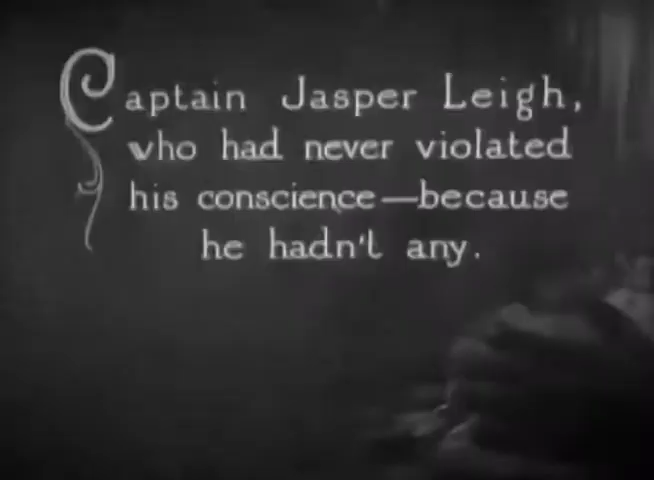 Captain Jasper Leigh,
who had never violated
his conscience—because
he hadn't any.